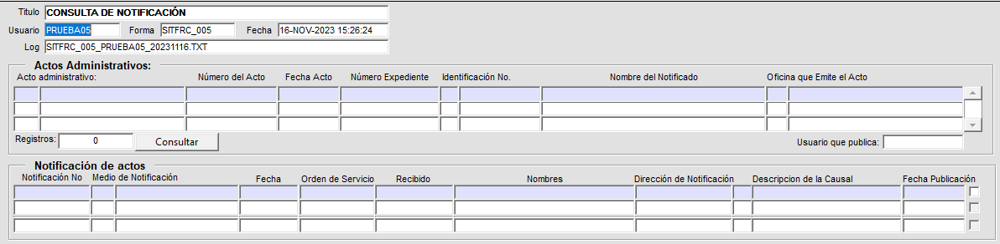 Titulo CONSULTA DE NOTIFICACIÓN
Usuario PRUEBA05 Forma SITFRC_005 Fecha 16-NOV-2023 15:26:24
Log SITFRC_005_PRUEBA05_20231116.TXT
Actos Administrativos:
Acto administrativo: Número del Acto Fecha Acto Número Expediente Identificación No. Nombre del Notificado Oficina que Emite el Acto
Registros: 0 Consultar Usuario que publica:
Notificación de actos
Notificación No Medio de Notificación Fecha Orden de Servicio Recibido Nombres Dirección de Notificación Descripcion de la Causal Fecha Publicación